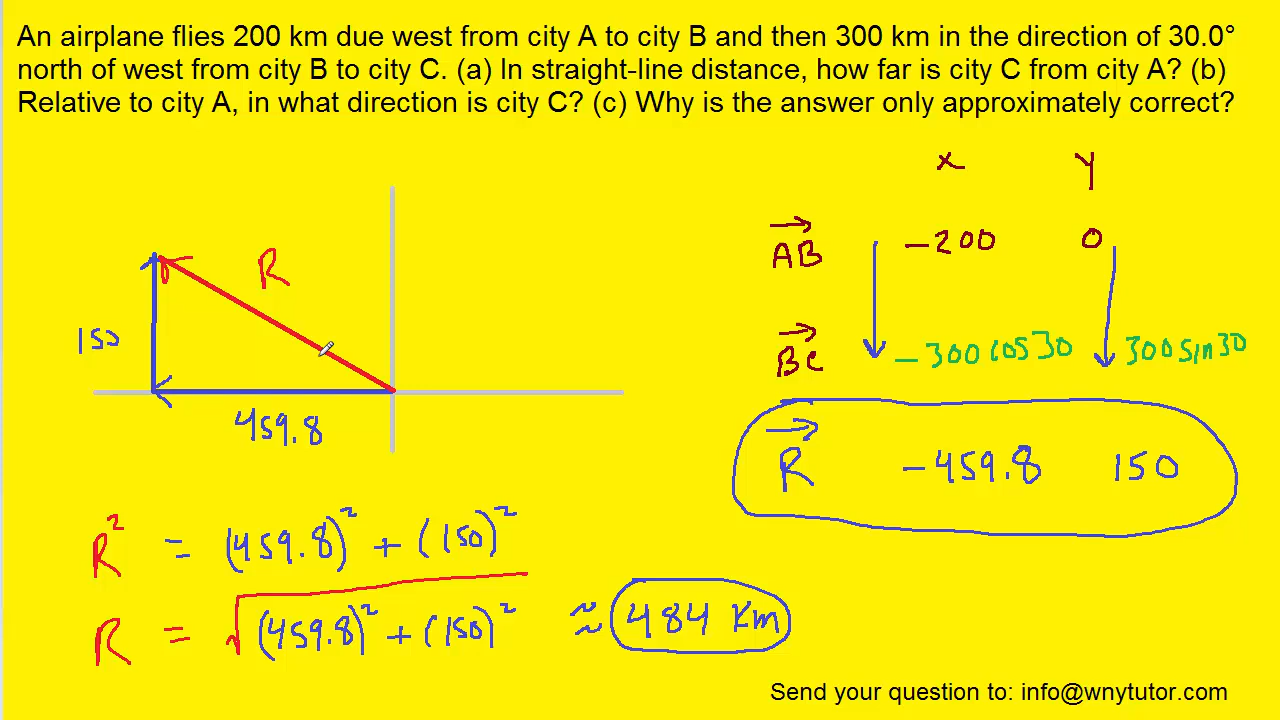 An airplane flies 200 km due west from city A to city B and then 300 km in the direction of 30.0°
north of west from city B to city C. (a) In straight-line distance, how far is city C from city A? (b)
Relative to city A, in what direction is city C? (c) Why is the answer only approximately correct?
x y
AB → −200 0
BC → −300 cos 30 300 sin 30
R → −459.8 150
R
150
459.8
R² = (459.8)² + (150)²
R = √(459.8)² + (150)² ≈ 484 Km
Send your question to: info@wnytutor.com